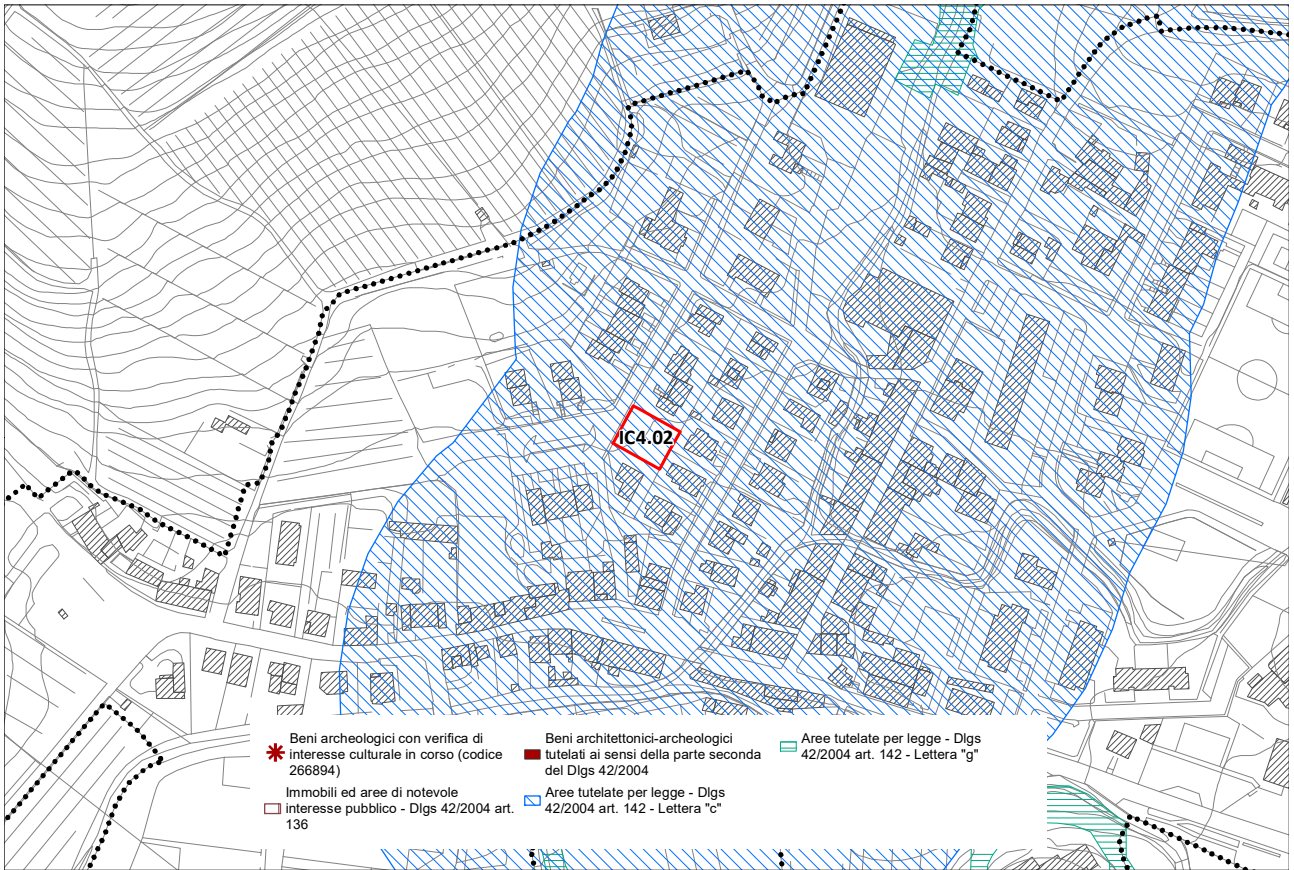 IC4.02
Beni archeologici con verifica di
interesse culturale in corso (codice
266894)
Immobili ed aree di notevole
interesse pubblico - Dlgs 42/2004 art.
136
Beni architettonici-archeologici
tutelati ai sensi della parte seconda
del Dlgs 42/2004
Aree tutelate per legge - Dlgs
42/2004 art. 142 - Lettera "c"
Aree tutelate per legge - Dlgs
42/2004 art. 142 - Lettera "g"